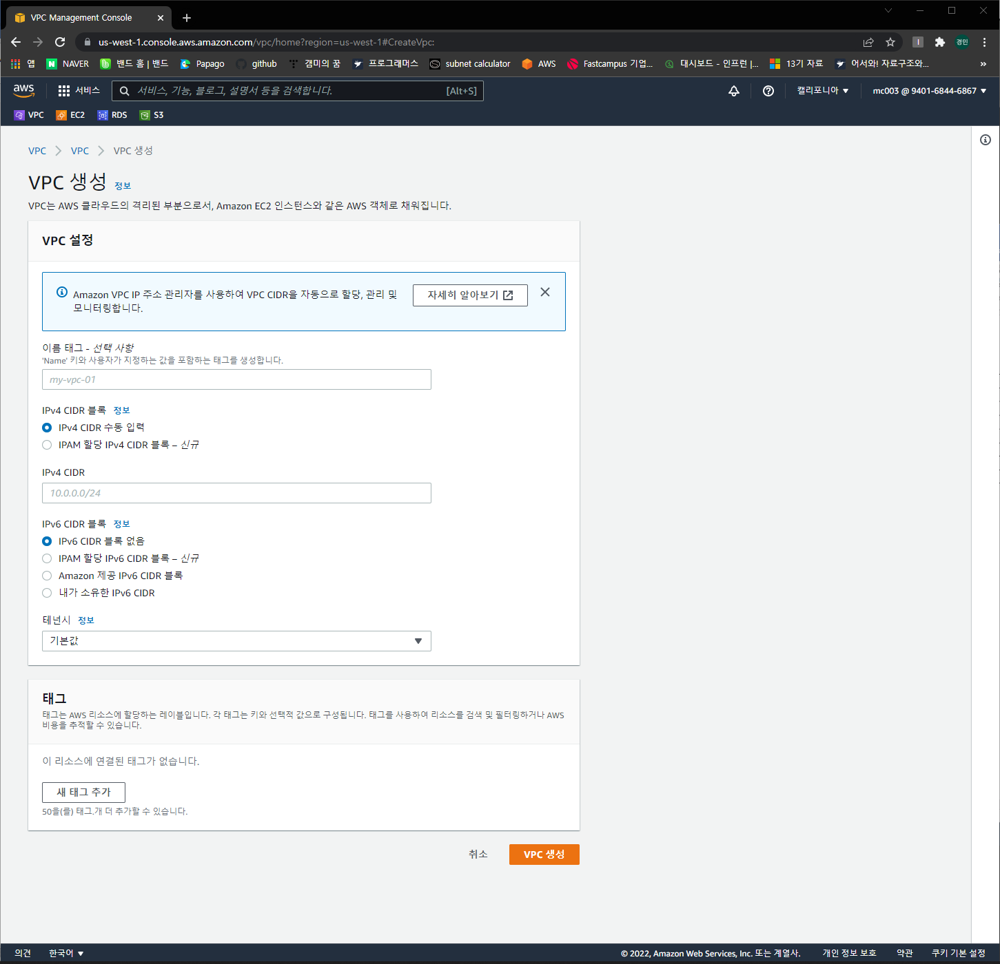 VPC Management Console
us-west-1.console.aws.amazon.com/vpc/home?region=us-west-1#CreateVpc:
경민
앱 NAVER 밴드 홈 | 밴드 Papago github 캠미의 꿈 프로그래머스 subnet calculator AWS Fastcampus 기업... 대시보드 - 인프런 |... 13기 자료 어서와! 자료구조와... »
aws 서비스 서비스, 기능, 블로그, 설명서 등을 검색합니다. [Alt+S] 캘리포니아 mc003 @ 9401-6844-6867
VPC EC2 RDS S3
VPC VPC VPC 생성
VPC 생성 정보
VPC는 AWS 클라우드의 격리된 부분으로서, Amazon EC2 인스턴스와 같은 AWS 객체로 채워집니다.
VPC 설정
Amazon VPC IP 주소 관리자를 사용하여 VPC CIDR을 자동으로 할당, 관리 및
모니터링합니다.
자세히 알아보기
이름 태그 - 선택 사항
'Name' 키와 사용자가 지정하는 값을 포함하는 태그를 생성합니다.
my-vpc-01
IPv4 CIDR 블록 정보
IPv4 CIDR 수동 입력
IPAM 할당 IPv4 CIDR 블록 – 신규
IPv4 CIDR
10.0.0.0/24
IPv6 CIDR 블록 정보
IPv6 CIDR 블록 없음
IPAM 할당 IPv6 CIDR 블록 – 신규
Amazon 제공 IPv6 CIDR 블록
내가 소유한 IPv6 CIDR
테넌시 정보
기본값
태그
태그는 AWS 리소스에 할당하는 레이블입니다. 각 태그는 키와 선택적 값으로 구성됩니다. 태그를 사용하여 리소스를 검색 및 필터링하거나 AWS
비용을 추적할 수 있습니다.
이 리소스에 연결된 태그가 없습니다.
새 태그 추가
50을(를) 태그.개 더 추가할 수 있습니다.
취소 VPC 생성
의견 한국어 © 2022, Amazon Web Services, Inc. 또는 계열사. 개인 정보 보호 약관 쿠키 기본 설정